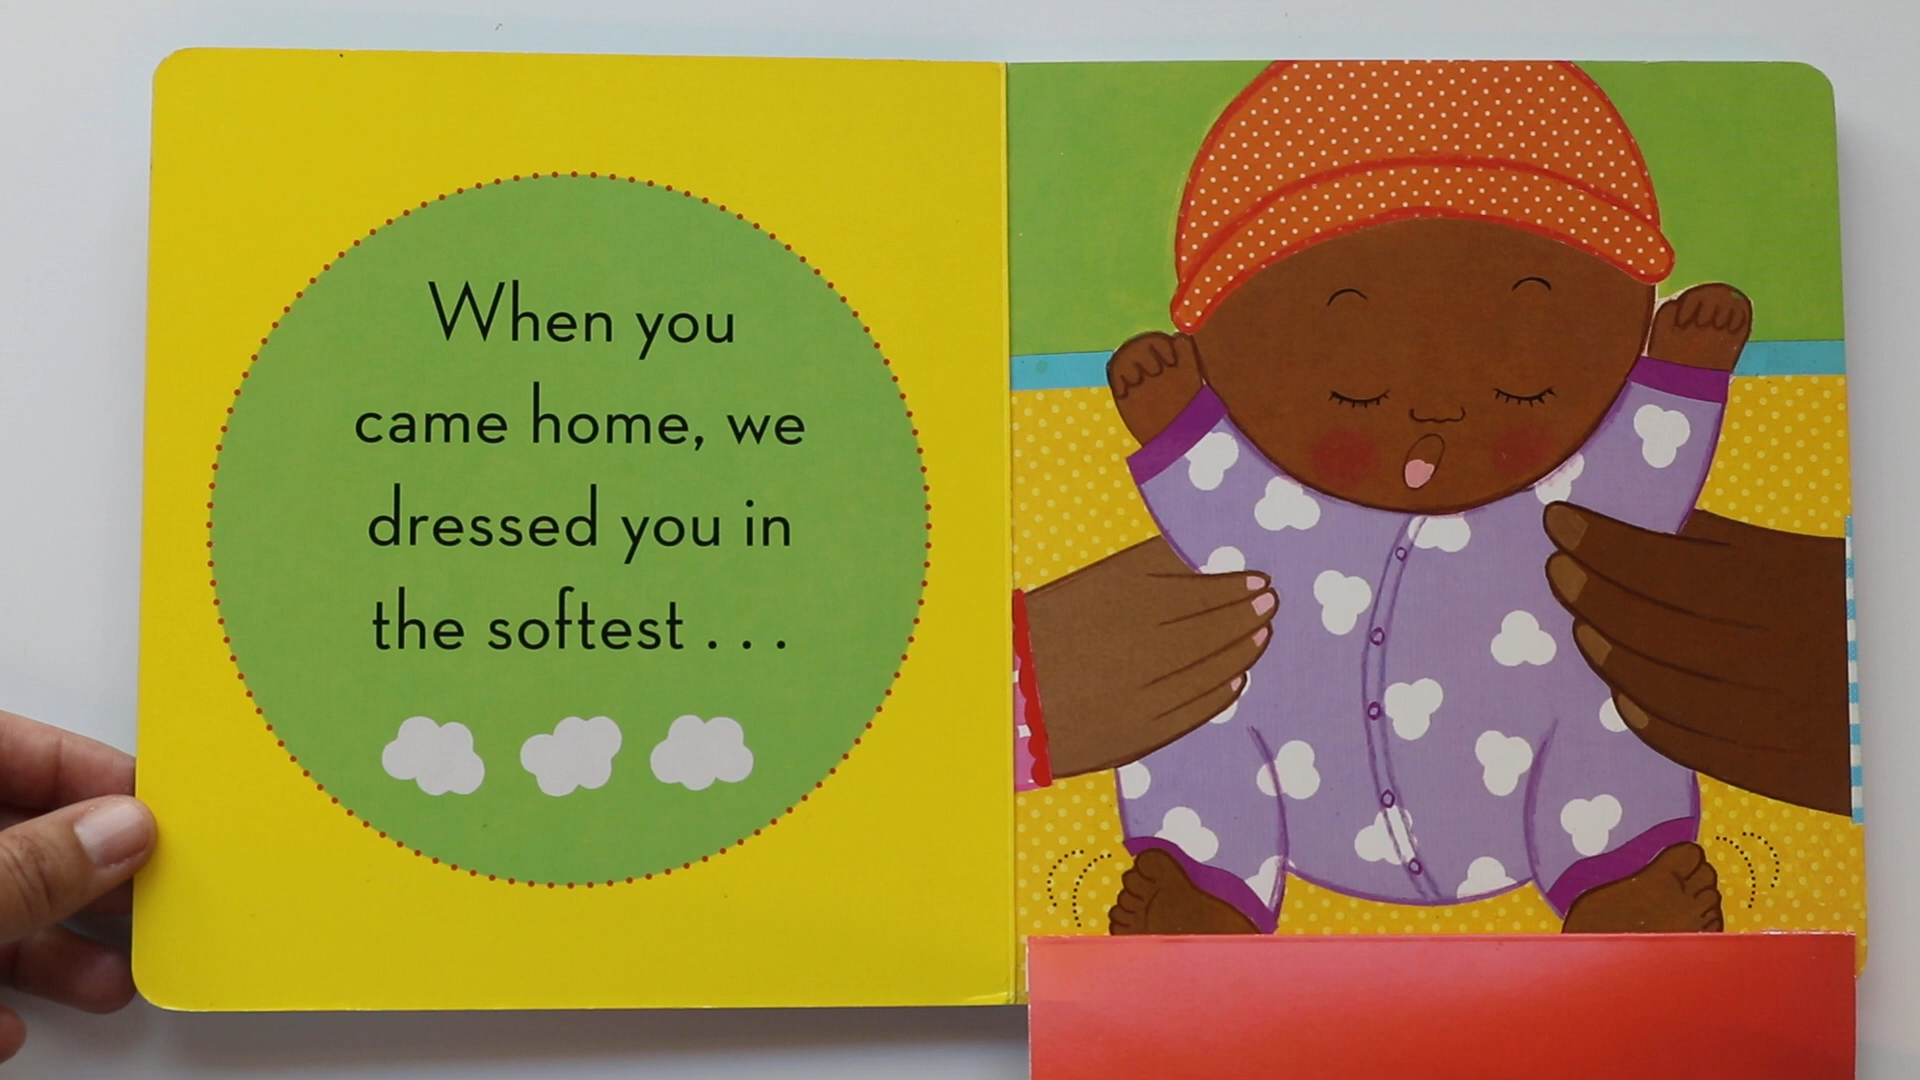 When you
came home, we
dressed you in
the softest . . .